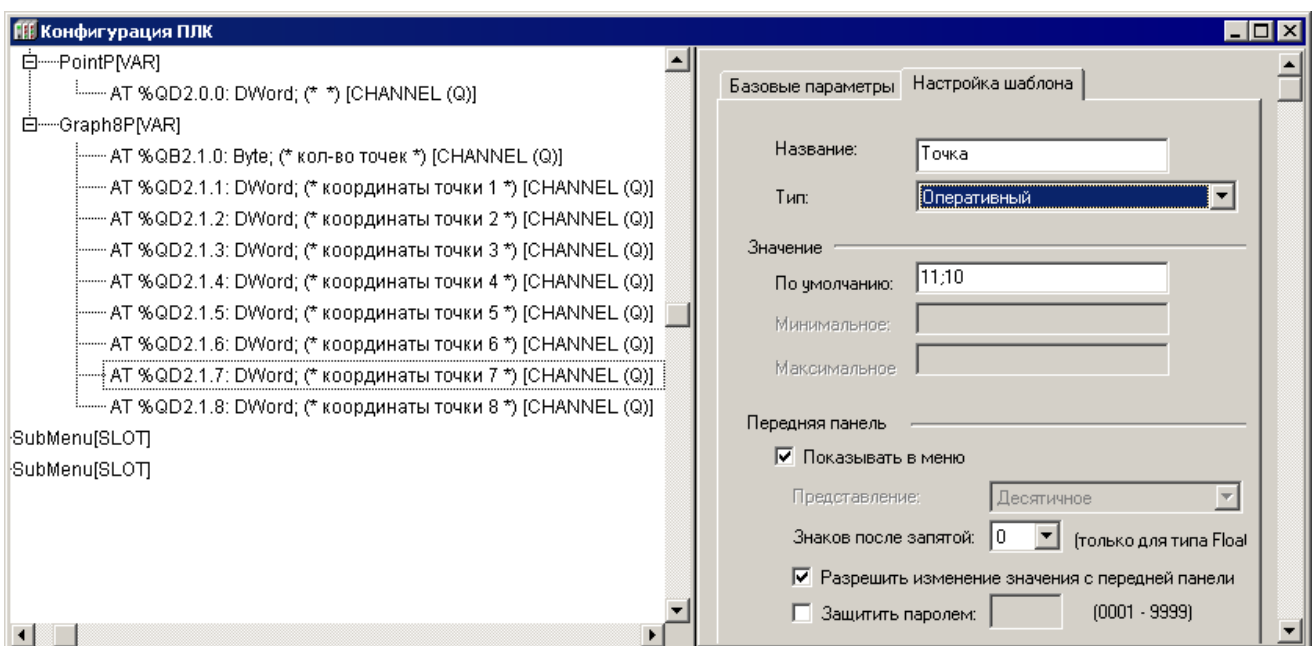 Конфигурация ПЛК
PointP[VAR]
AT %QD2.0.0: DWord; (* *) [CHANNEL (Q)]
Graph8P[VAR]
AT %QB2.1.0: Byte; (* кол-во точек *) [CHANNEL (Q)]
AT %QD2.1.1: DWord; (* координаты точки 1 *) [CHANNEL (Q)]
AT %QD2.1.2: DWord; (* координаты точки 2 *) [CHANNEL (Q)]
AT %QD2.1.3: DWord; (* координаты точки 3 *) [CHANNEL (Q)]
AT %QD2.1.4: DWord; (* координаты точки 4 *) [CHANNEL (Q)]
AT %QD2.1.5: DWord; (* координаты точки 5 *) [CHANNEL (Q)]
AT %QD2.1.6: DWord; (* координаты точки 6 *) [CHANNEL (Q)]
AT %QD2.1.7: DWord; (* координаты точки 7 *) [CHANNEL (Q)]
AT %QD2.1.8: DWord; (* координаты точки 8 *) [CHANNEL (Q)]
SubMenu[SLOT]
SubMenu[SLOT]
Базовые параметры Настройка шаблона
Название: Точка
Тип: Оперативный
Значение
По умолчанию: 11;10
Минимальное:
Максимальное
Передняя панель
Показывать в меню
Представление: Десятичное
Знаков после запятой: 0 (только для типа Float
Разрешить изменение значения с передней панели
Защитить паролем: (0001 - 9999)